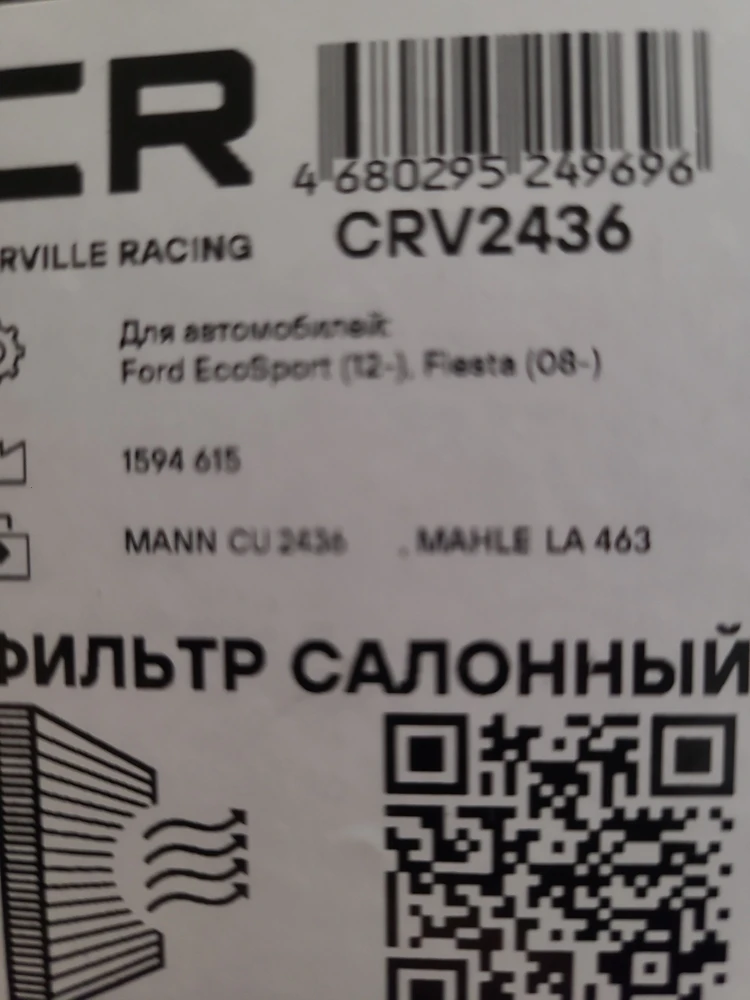 CR
4 680295 249696
RVILLE RACING
CRV2436
Для автомобилей:
Ford EcoSport (12-), Fiesta (08-)
1594 615
MANN CU 2436 , MAHLE LA 463
ФИЛЬТР САЛОННЫЙ